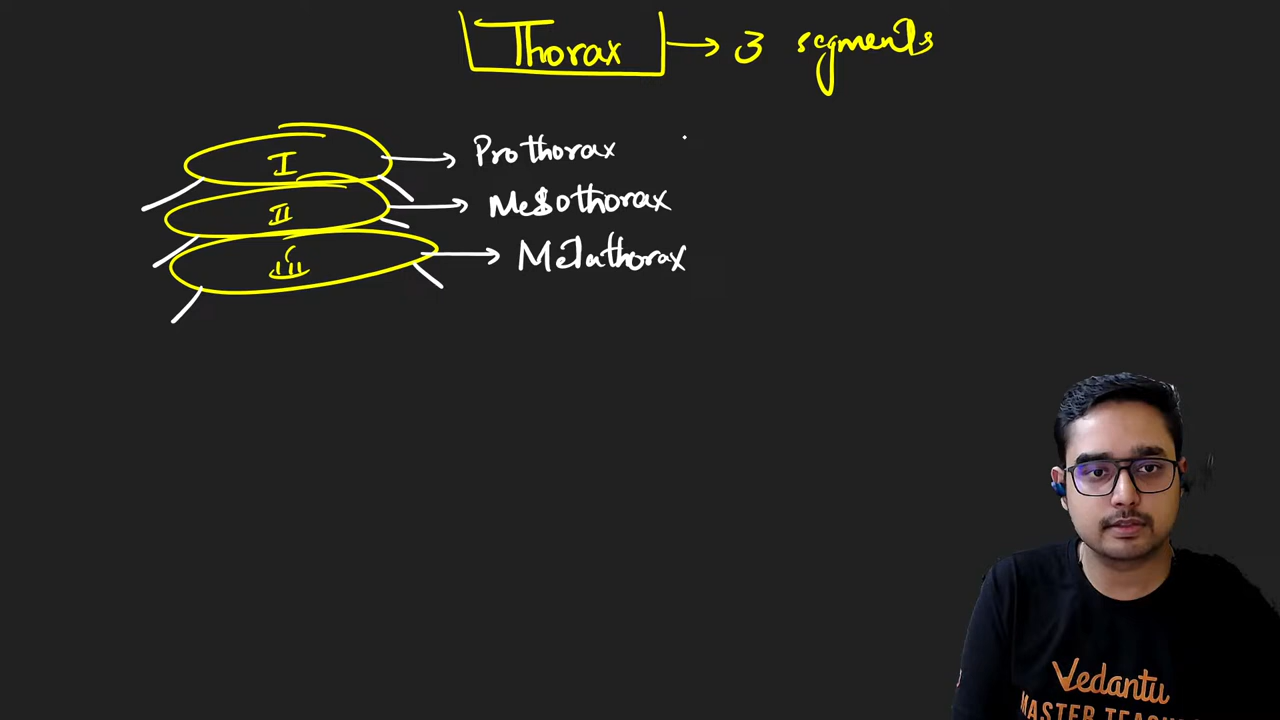 Thorax → 3 segments
I → Prothorax
II → Mesothorax
III → Metathorax
Vedantu
MASTER TEACH